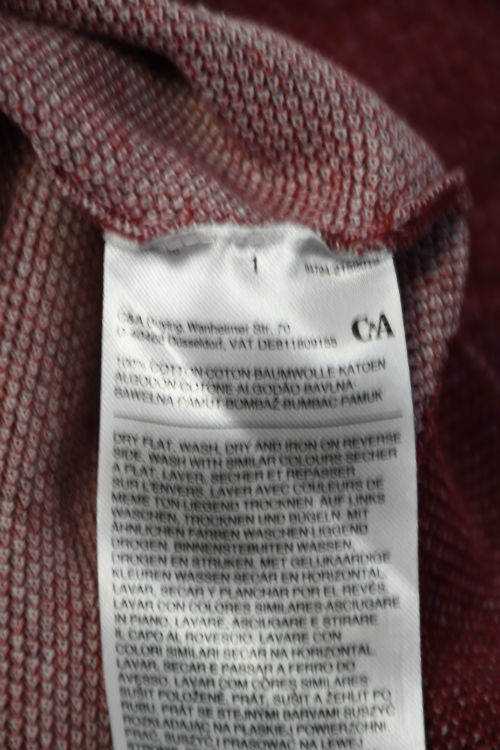 1
C&A Buying, Wanheimer Str. 70
D-40468 Düsseldorf, VAT DE811809155
C&A
100% COTTON COTON BAUMWOLLE KATOEN
ALGODÓN COTONE ALGODÃO BAVLNA
BAWEŁNA PAMUT BOMBAŽ BUMBAC PAMUK
DRY FLAT, WASH, DRY AND IRON ON REVERSE
SIDE, WASH WITH SIMILAR COLOURS SECHER
A PLAT, LAVER, SECHER ET REPASSER
SUR L'ENVERS, LAVER AVEC COULEURS DE
MEME TON LIEGEND TROCKNEN, AUF LINKS
WASCHEN, TROCKNEN UND BÜGELN, MIT
ÄHNLICHEN FARBEN WASCHEN LIGGEND
DROGEN, BINNENSTEBUITEN WASSEN,
DROGEN EN STRIJKEN, MET GELIJKAARDIGE
KLEUREN WASSEN SECAR EN HORIZONTAL,
LAVAR, SECAR Y PLANCHAR POR EL REVÉS,
LAVAR CON COLORES SIMILARES ASCIUGARE
IN PIANO, LAVARE, ASCIUGARE E STIRARE
IL CAPO AL ROVESCIO, LAVARE CON
COLORI SIMILARI SECAR NA HORIZONTAL,
LAVAR, SECAR E PASSAR A FERRO DO
AVESSO, LAVAR COM CORES SIMILARES
SUŠIT POLOŽENÉ, PRÁT, SUŠIT A ŽEHLIT PO
RUBU, PRÁT SE STEJNÝMI BARVAMI SUSZYĆ
ROZKŁADAJĄC NA PŁASKIEJ POWIERZCHNI
PRAĆ, SUSZYĆ I PRASOWAĆ NA LEWEJ